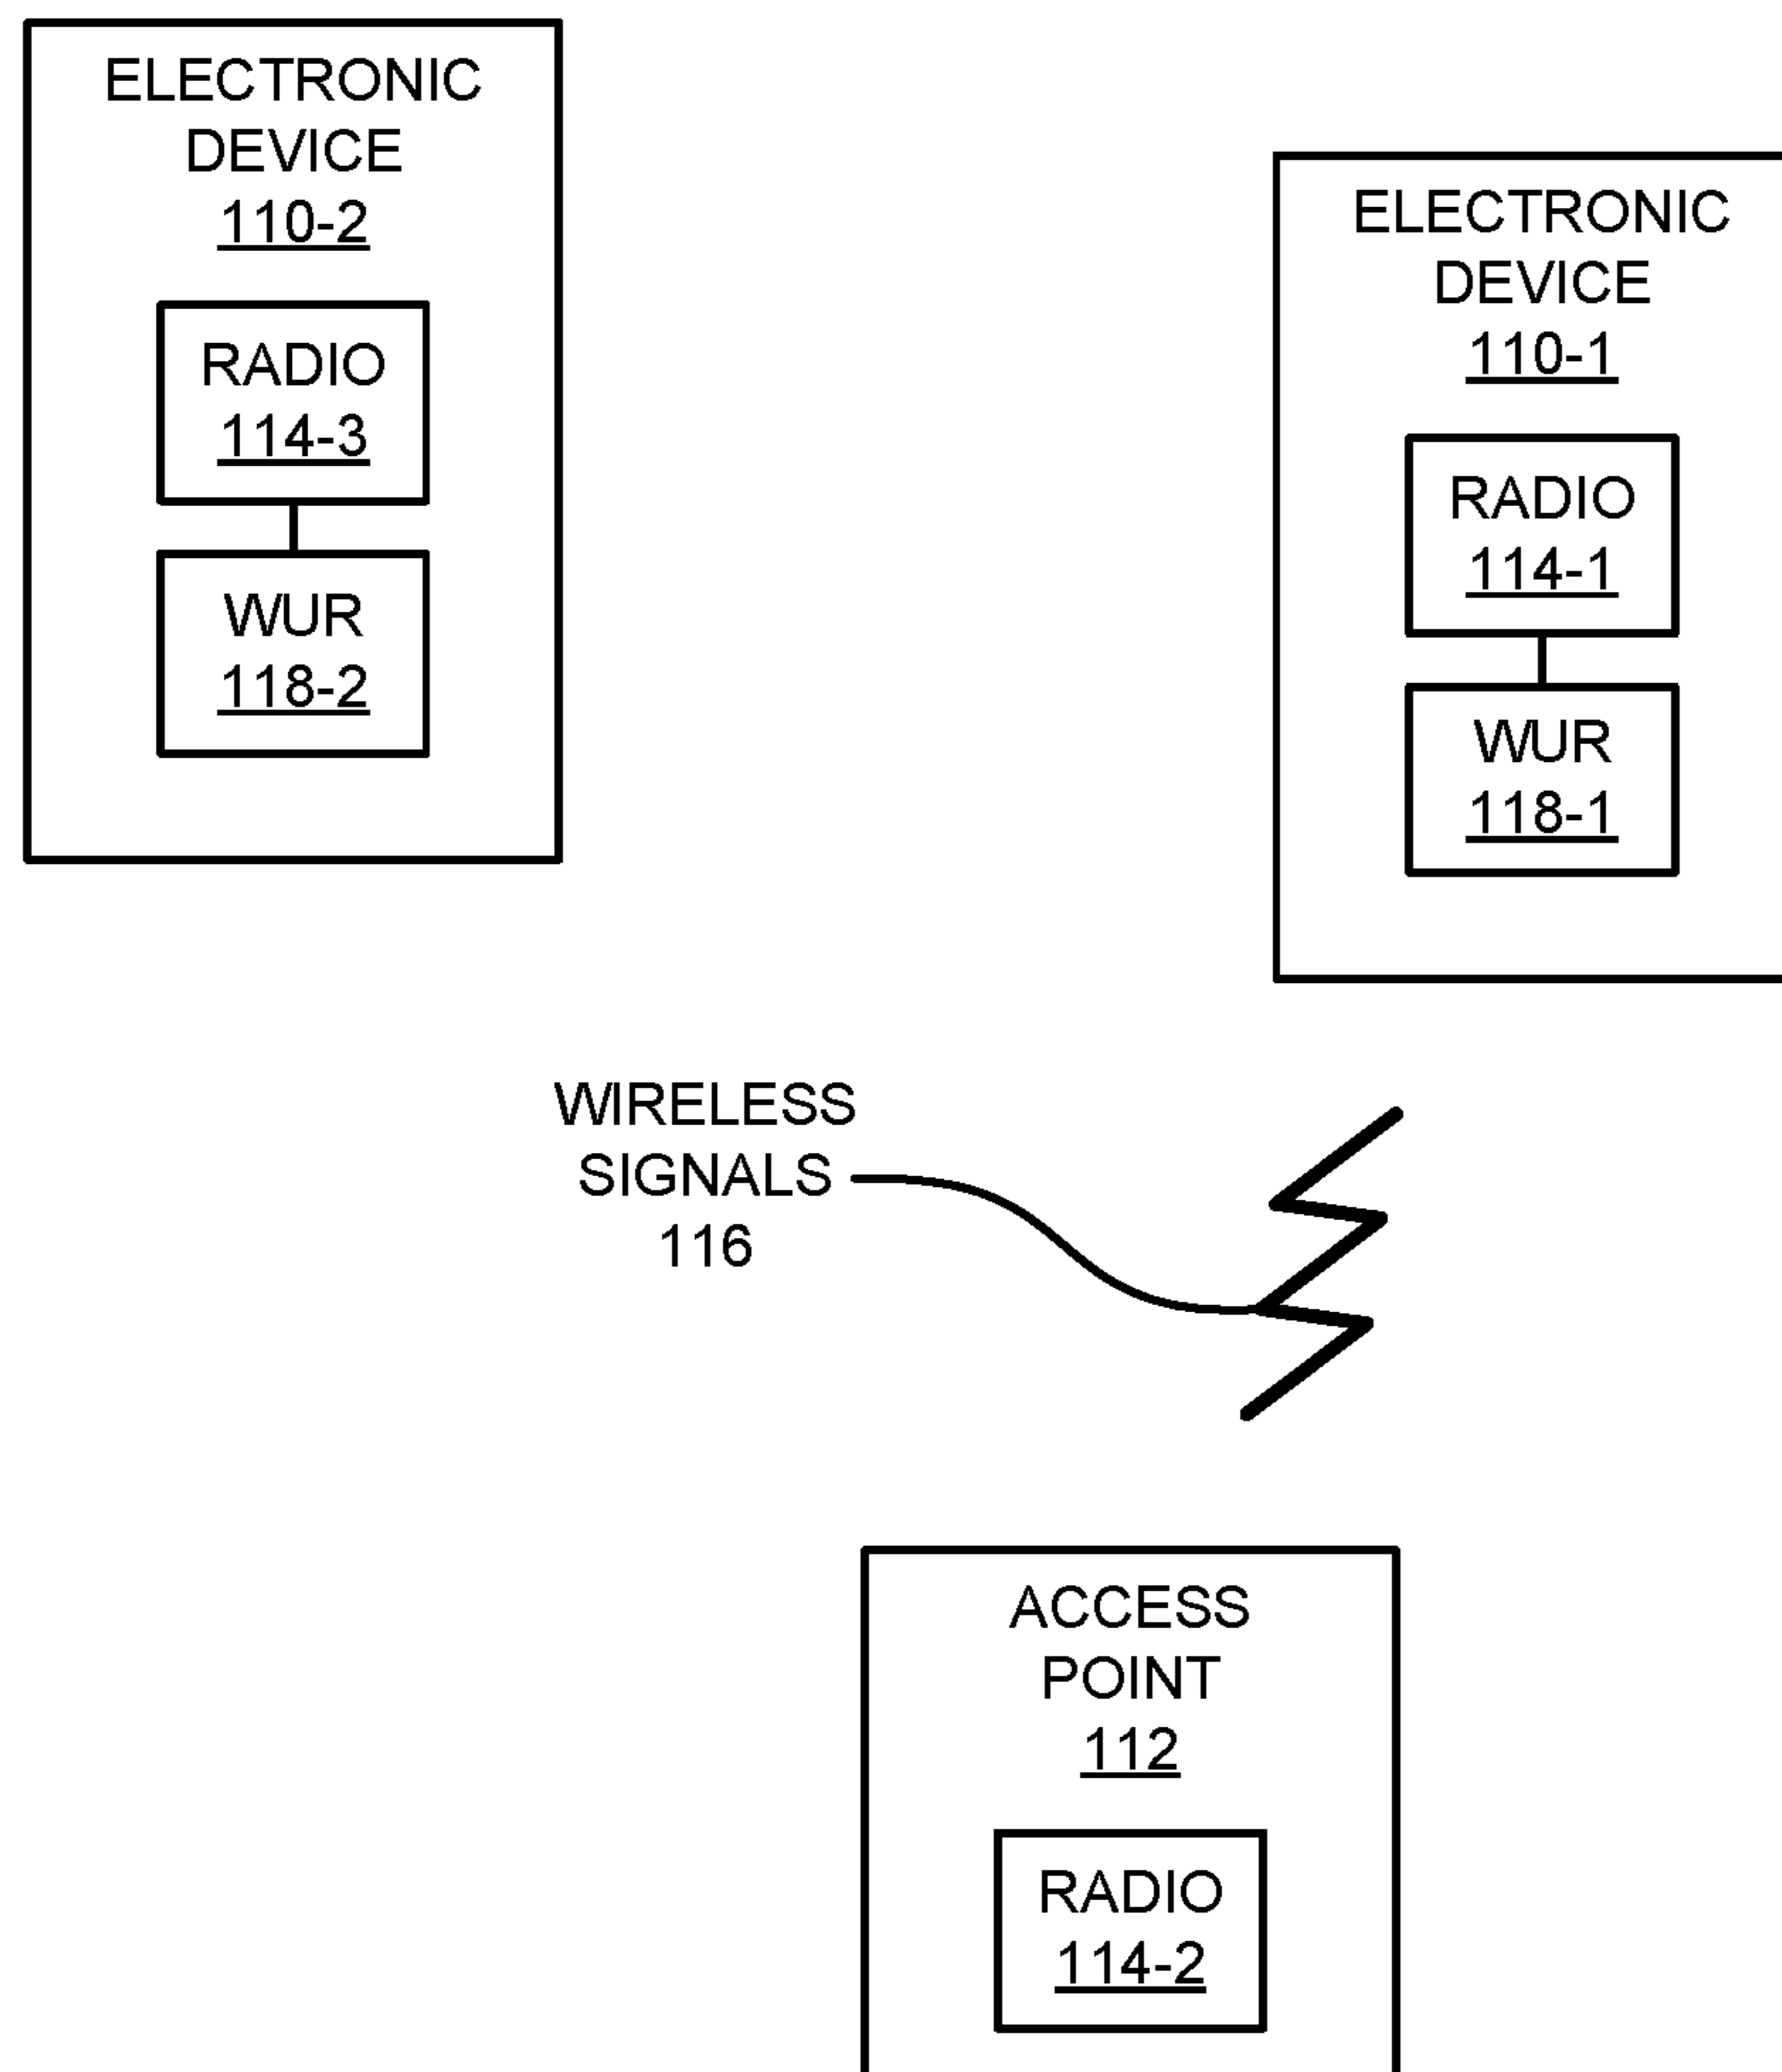 ELECTRONIC
DEVICE
110-2
RADIO
114-3
WUR
118-2
ELECTRONIC
DEVICE
110-1
RADIO
114-1
WUR
118-1
WIRELESS
SIGNALS
116
ACCESS
POINT
112
RADIO
114-2